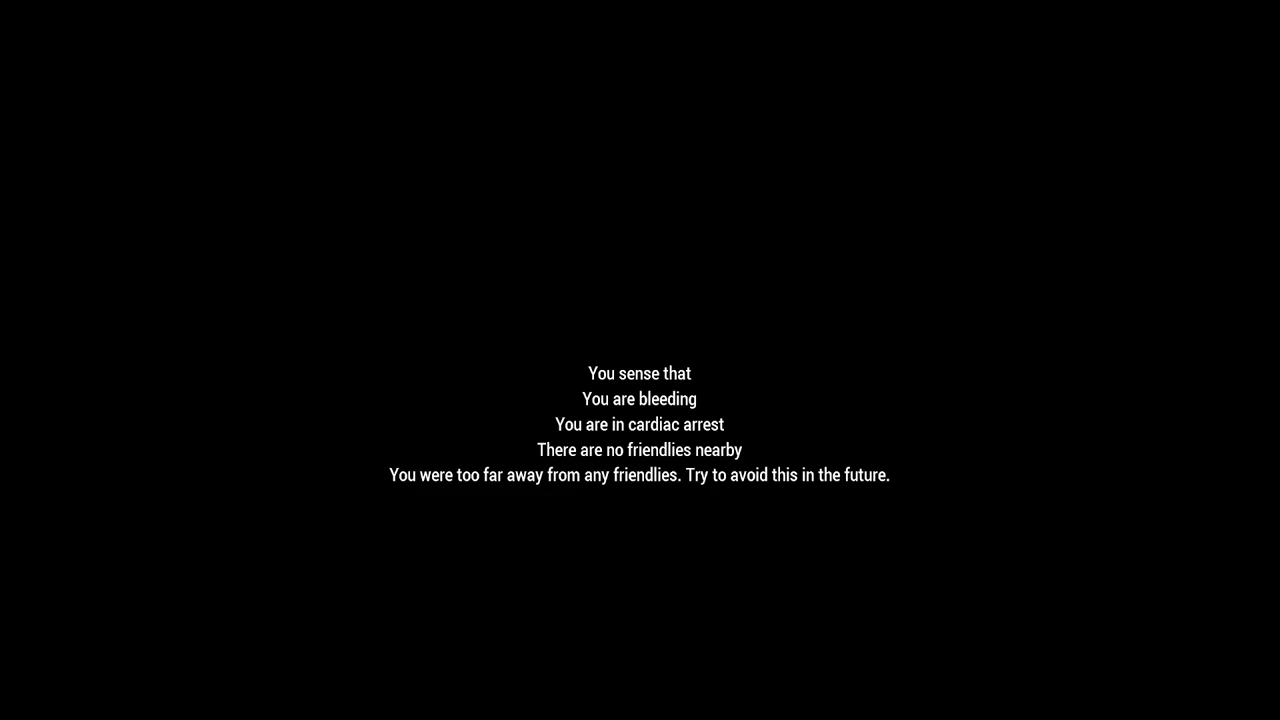 You sense that
You are bleeding
You are in cardiac arrest
There are no friendlies nearby
You were too far away from any friendlies. Try to avoid this in the future.